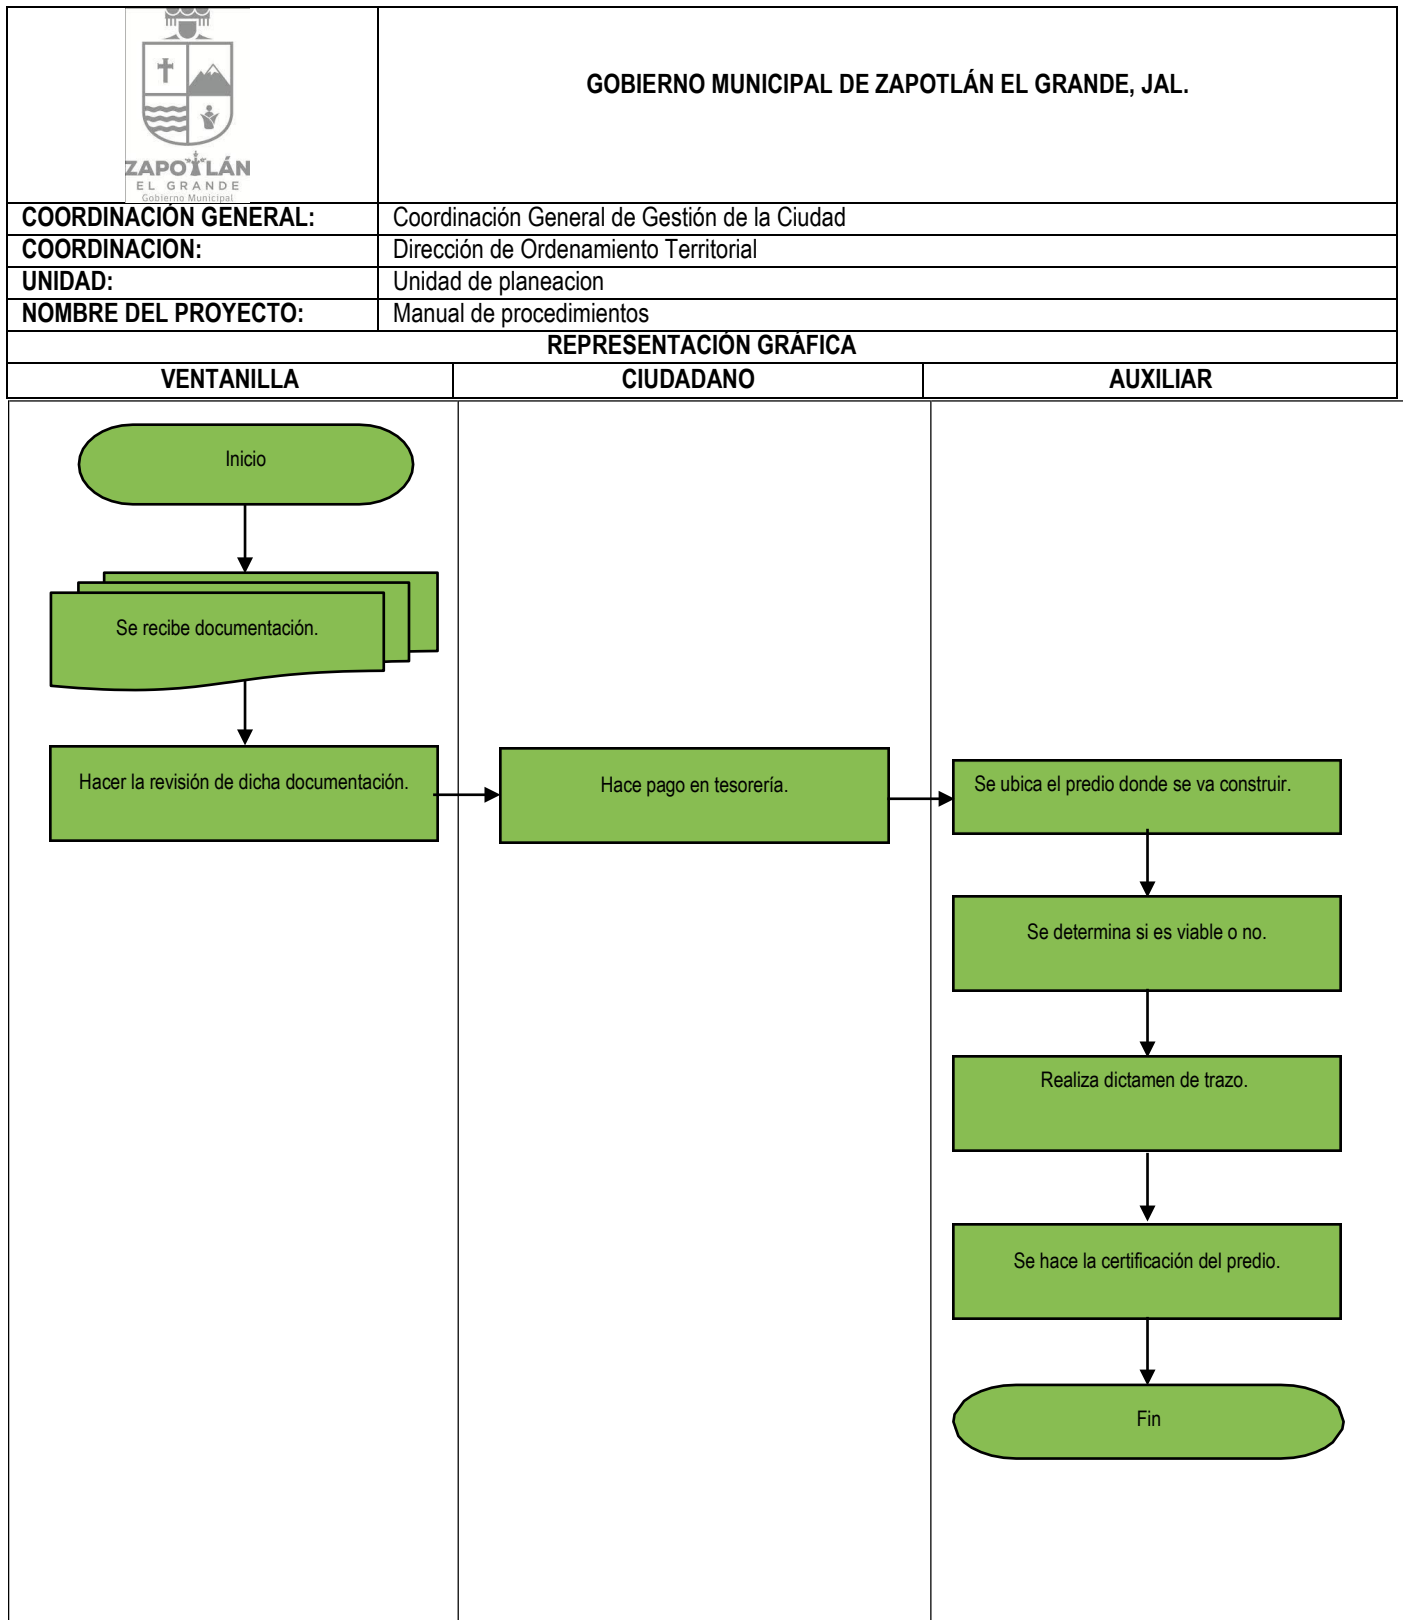 ZAPOTLÁN
EL GRANDE
Gobierno Municipal
GOBIERNO MUNICIPAL DE ZAPOTLÁN EL GRANDE, JAL.
COORDINACIÓN GENERAL: Coordinación General de Gestión de la Ciudad
COORDINACION: Dirección de Ordenamiento Territorial
UNIDAD: Unidad de planeacion
NOMBRE DEL PROYECTO: Manual de procedimientos
REPRESENTACIÓN GRÁFICA
VENTANILLA CIUDADANO AUXILIAR
Inicio
Se recibe documentación.
Hacer la revisión de dicha documentación.
Hace pago en tesorería.
Se ubica el predio donde se va construir.
Se determina si es viable o no.
Realiza dictamen de trazo.
Se hace la certificación del predio.
Fin